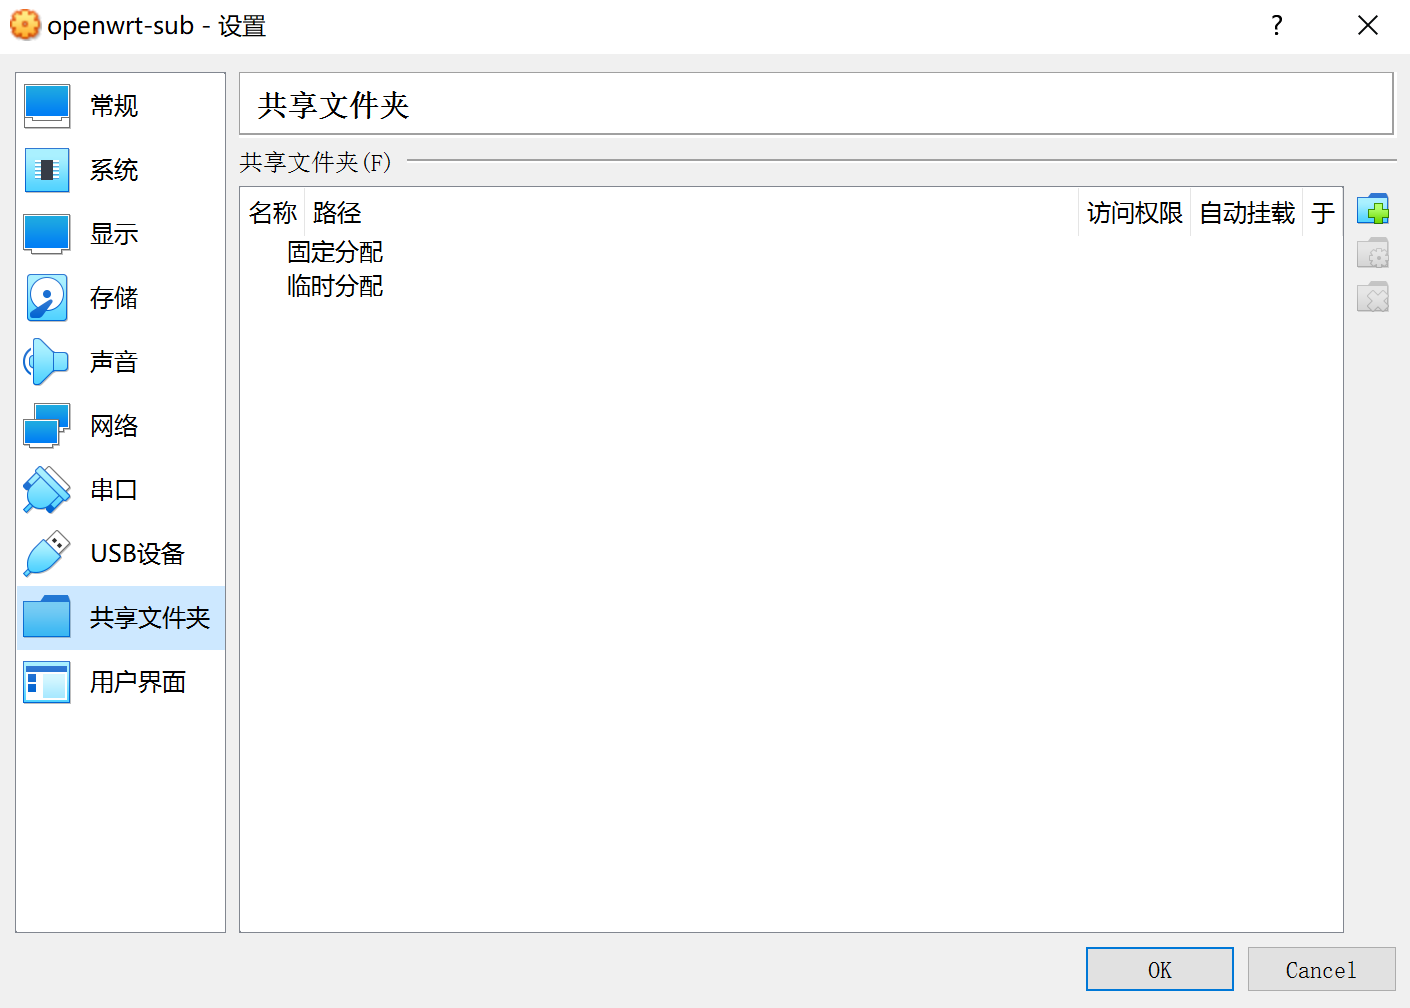 openwrt-sub - 设置
?
常规
系统
显示
存储
声音
网络
串口
USB设备
共享文件夹
用户界面
共享文件夹
共享文件夹(F)
名称 路径 访问权限 自动挂载 于
固定分配
临时分配
OK Cancel